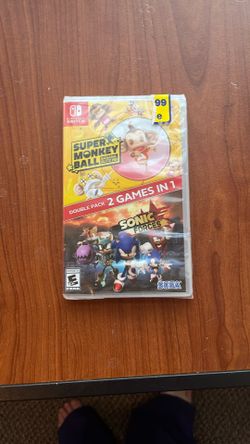 99
e
SUPER
MONKEY
BALL
DOUBLE PACK 2 GAMES IN 1
SONIC
FORCES
E
SEGA